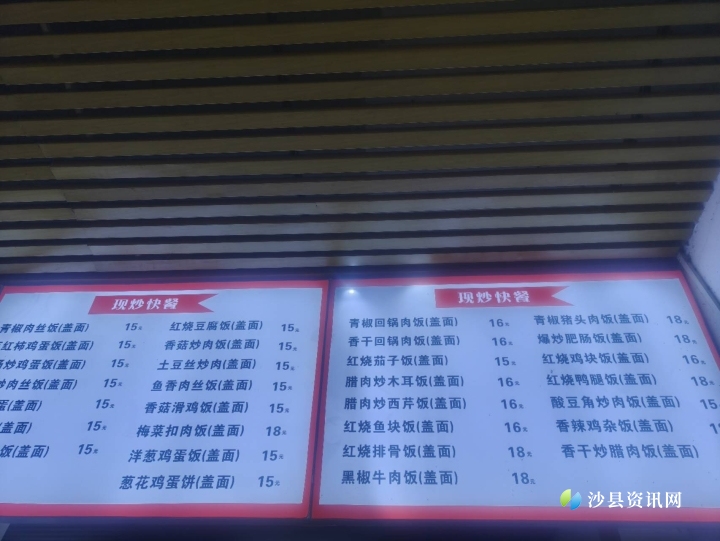 现炒快餐
青椒肉丝饭(盖面) 15元
红柿鸡蛋饭(盖面) 15元
炒鸡蛋饭(盖面) 15元
炒肉丝饭(盖面) 15元
蛋(盖面) 15元
(盖面) 15元
饭(盖面) 15元
红烧豆腐饭(盖面) 15元
香菇炒肉饭(盖面) 15元
土豆丝炒肉(盖面) 15元
鱼香肉丝饭(盖面) 15元
香菇滑鸡饭(盖面) 15元
梅菜扣肉饭(盖面) 18元
洋葱鸡蛋饭(盖面) 15元
葱花鸡蛋饼(盖面) 15元
现炒快餐
青椒回锅肉饭(盖面) 16元
香干回锅肉饭(盖面) 16元
红烧茄子饭(盖面) 15元
腊肉炒木耳饭(盖面) 16元
腊肉炒西芹饭(盖面) 16元
红烧鱼块饭(盖面) 16元
红烧排骨饭(盖面) 18元
黑椒牛肉饭(盖面) 18元
青椒猪头肉饭(盖面) 18元
爆炒肥肠饭(盖面) 18元
红烧鸡块饭(盖面) 16元
红烧鸭腿饭(盖面) 18元
酸豆角炒肉饭(盖面) 15
香辣鸡杂饭(盖面) 18元
香干炒腊肉饭(盖面) 18
沙县资讯网